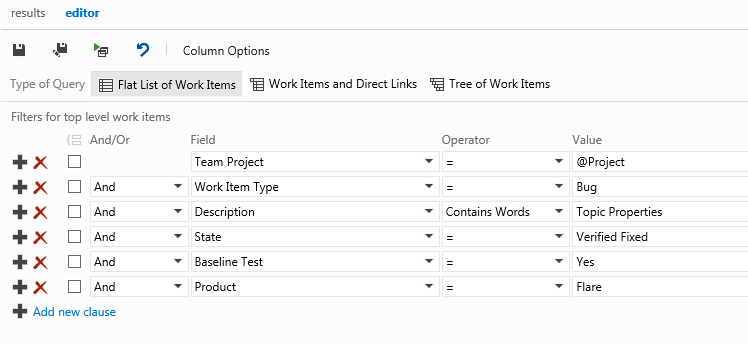 results editor
Column Options
Type of Query Flat List of Work Items Work Items and Direct Links Tree of Work Items
Filters for top level work items
And/Or Field Operator Value
Team Project = @Project
And Work Item Type = Bug
And Description Contains Words Topic Properties
And State = Verified Fixed
And Baseline Test = Yes
And Product = Flare
Add new clause